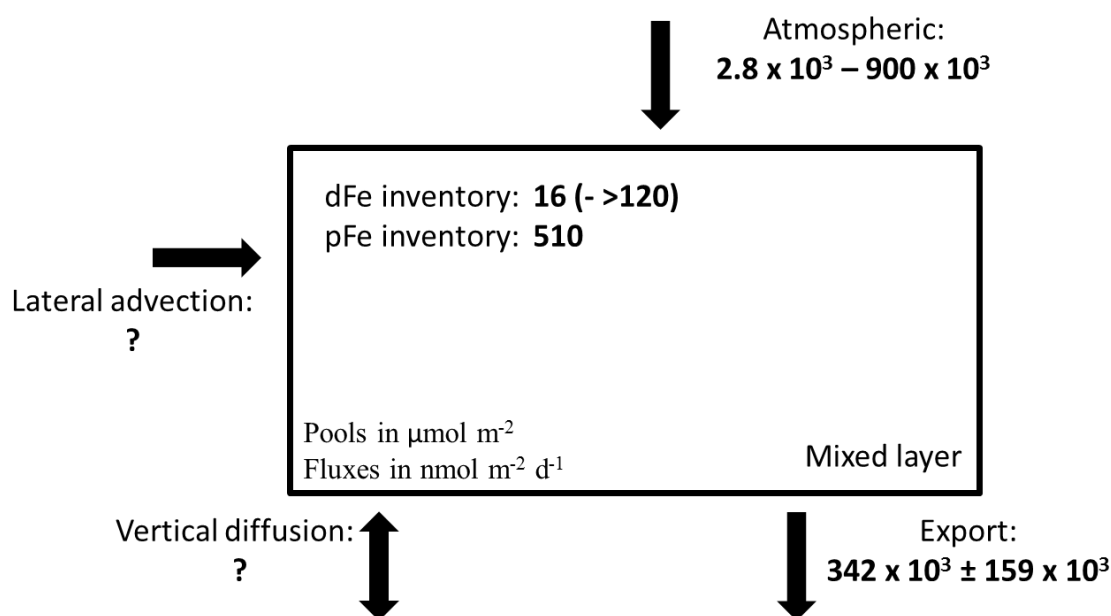 Atmospheric:
2.8 x 10³ – 900 x 10³
dFe inventory: 16 (- >120)
pFe inventory: 510
Lateral advection:
?
Pools in µmol m⁻²
Fluxes in nmol m⁻² d⁻¹
Mixed layer
Vertical diffusion:
?
Export:
342 x 10³ ± 159 x 10³